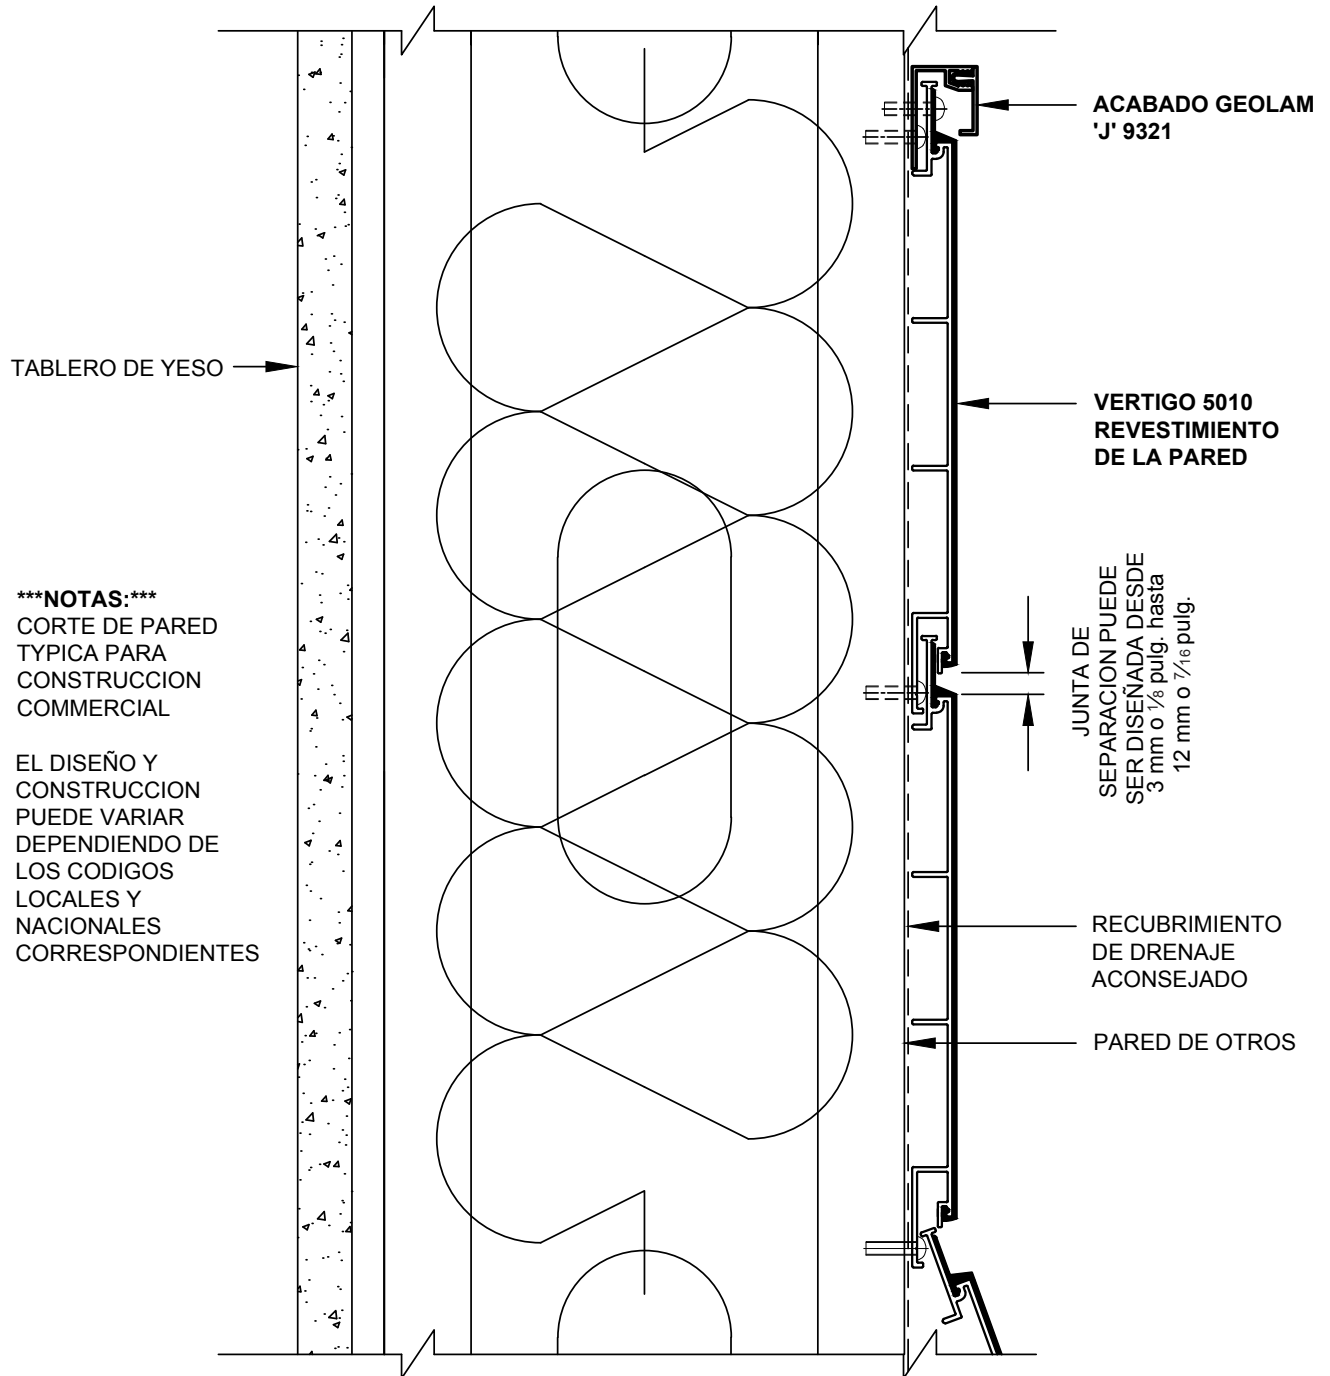 ACABADO GEOLAM
'J' 9321
TABLERO DE YESO
VERTIGO 5010
REVESTIMIENTO
DE LA PARED
***NOTAS:***
CORTE DE PARED
TYPICA PARA
CONSTRUCCION
COMMERCIAL
EL DISEÑO Y
CONSTRUCCION
PUEDE VARIAR
DEPENDIENDO DE
LOS CODIGOS
LOCALES Y
NACIONALES
CORRESPONDIENTES
JUNTA DE
SEPARACION PUEDE
SER DISEÑADA DESDE
3 mm o ⅛ pulg. hasta
12 mm o 7⁄16 pulg.
RECUBRIMIENTO
DE DRENAJE
ACONSEJADO
PARED DE OTROS